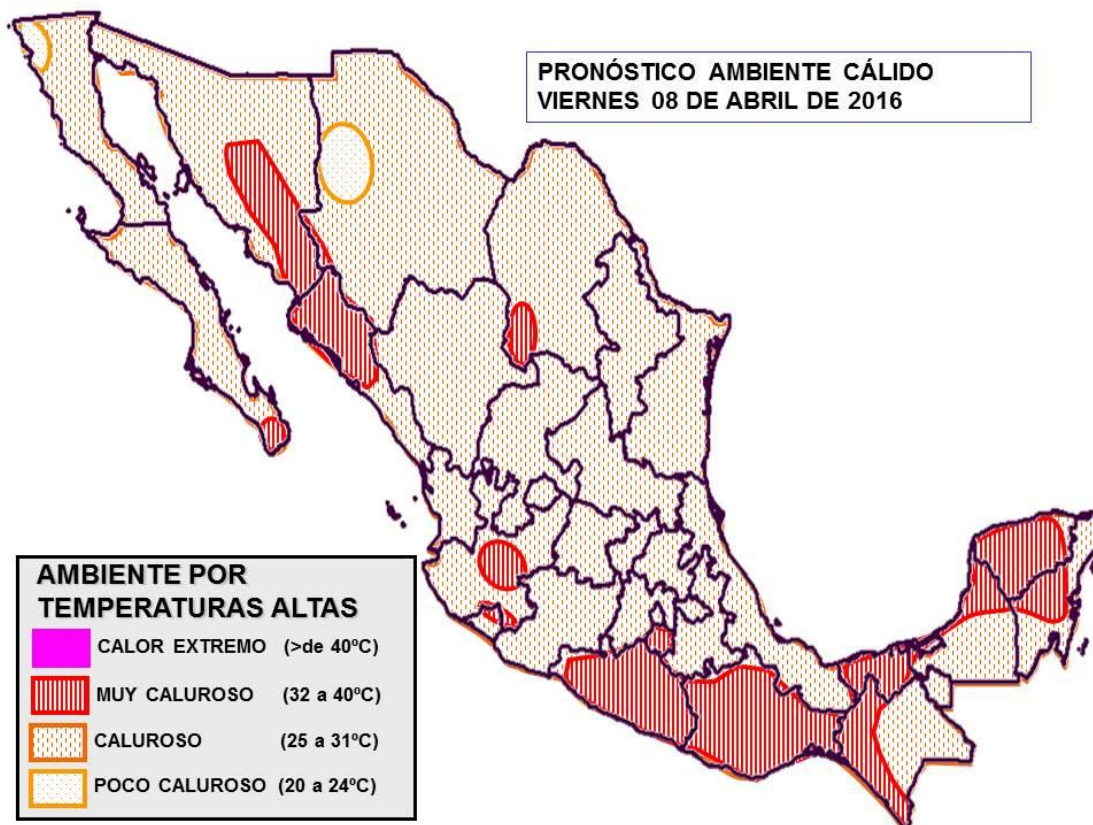 PRONÓSTICO AMBIENTE CÁLIDO
VIERNES 08 DE ABRIL DE 2016
AMBIENTE POR
TEMPERATURAS ALTAS
CALOR EXTREMO (>de 40ºC)
MUY CALUROSO (32 a 40ºC)
CALUROSO (25 a 31ºC)
POCO CALUROSO (20 a 24ºC)